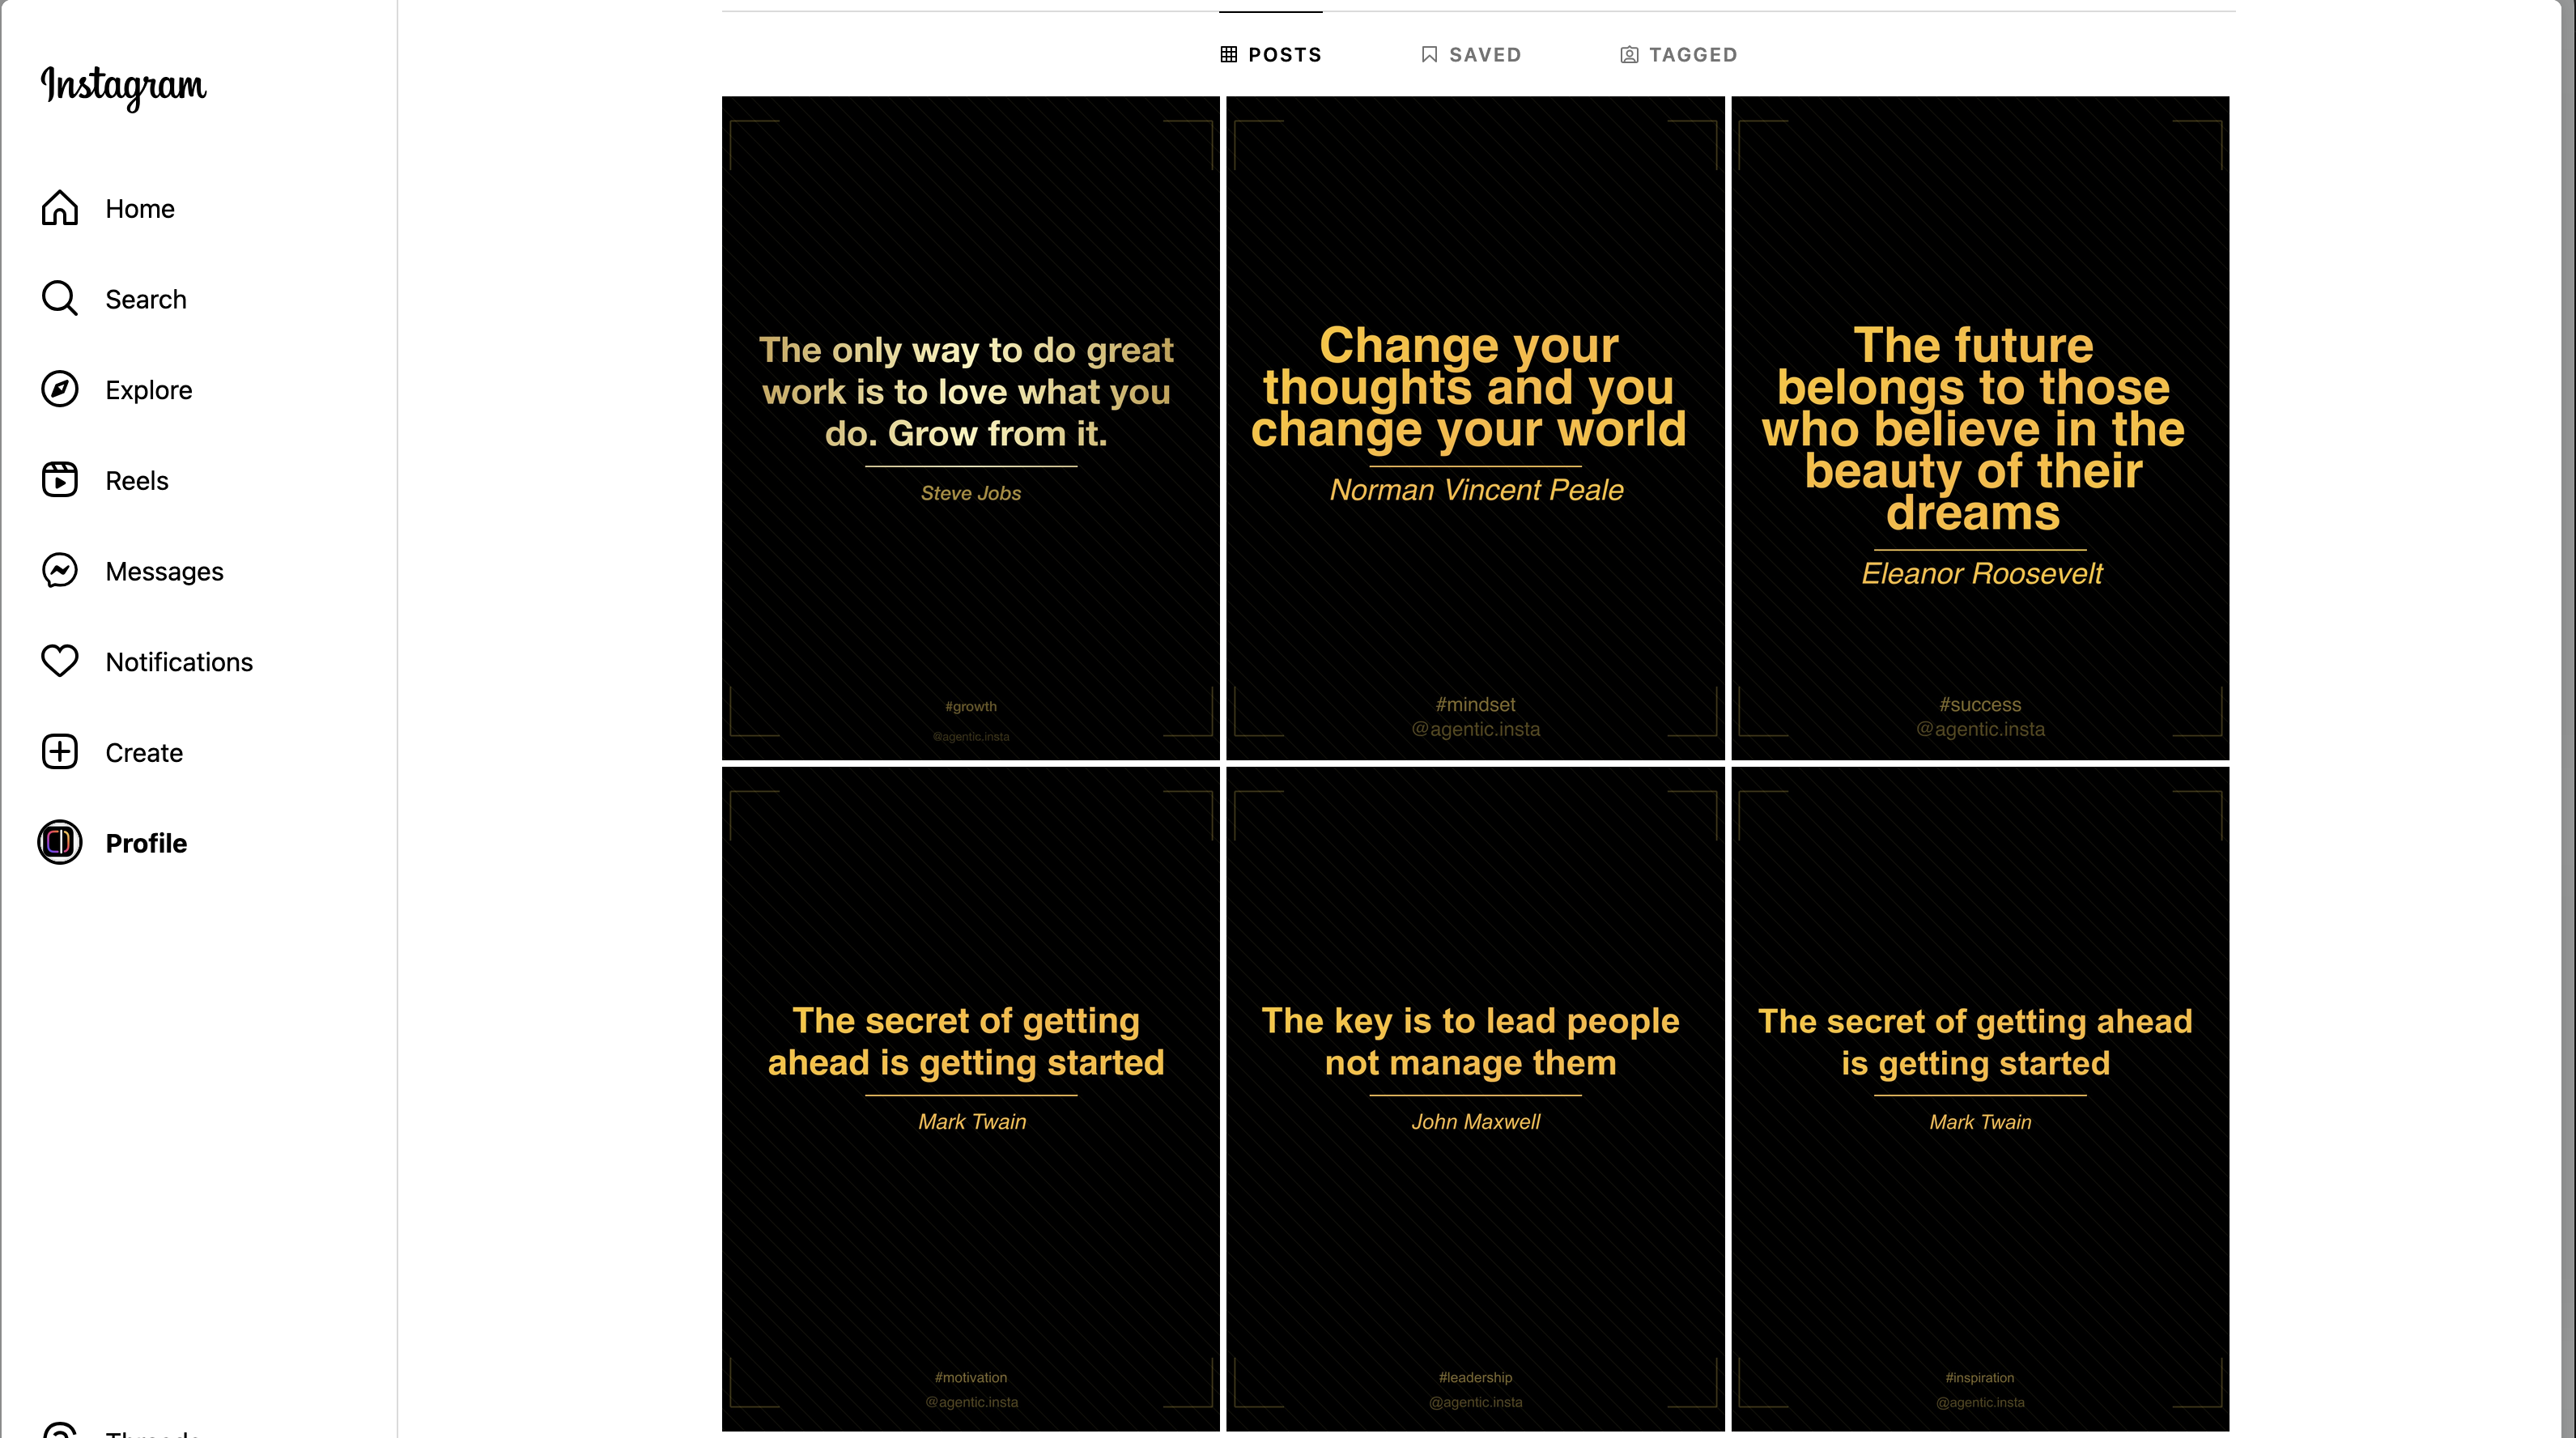 Instagram
Home
Search
Explore
Reels
Messages
Notifications
Create
Profile
POSTS
SAVED
TAGGED
The only way to do great
work is to love what you
do. Grow from it.
Steve Jobs
#growth
@agentic.insta
Change your
thoughts and you
change your world
Norman Vincent Peale
#mindset
@agentic.insta
The future
belongs to those
who believe in the
beauty of their
dreams
Eleanor Roosevelt
#success
@agentic.insta
The secret of getting
ahead is getting started
Mark Twain
#motivation
@agentic.insta
The key is to lead people
not manage them
John Maxwell
#leadership
@agentic.insta
The secret of getting ahead
is getting started
Mark Twain
#inspiration
@agentic.insta